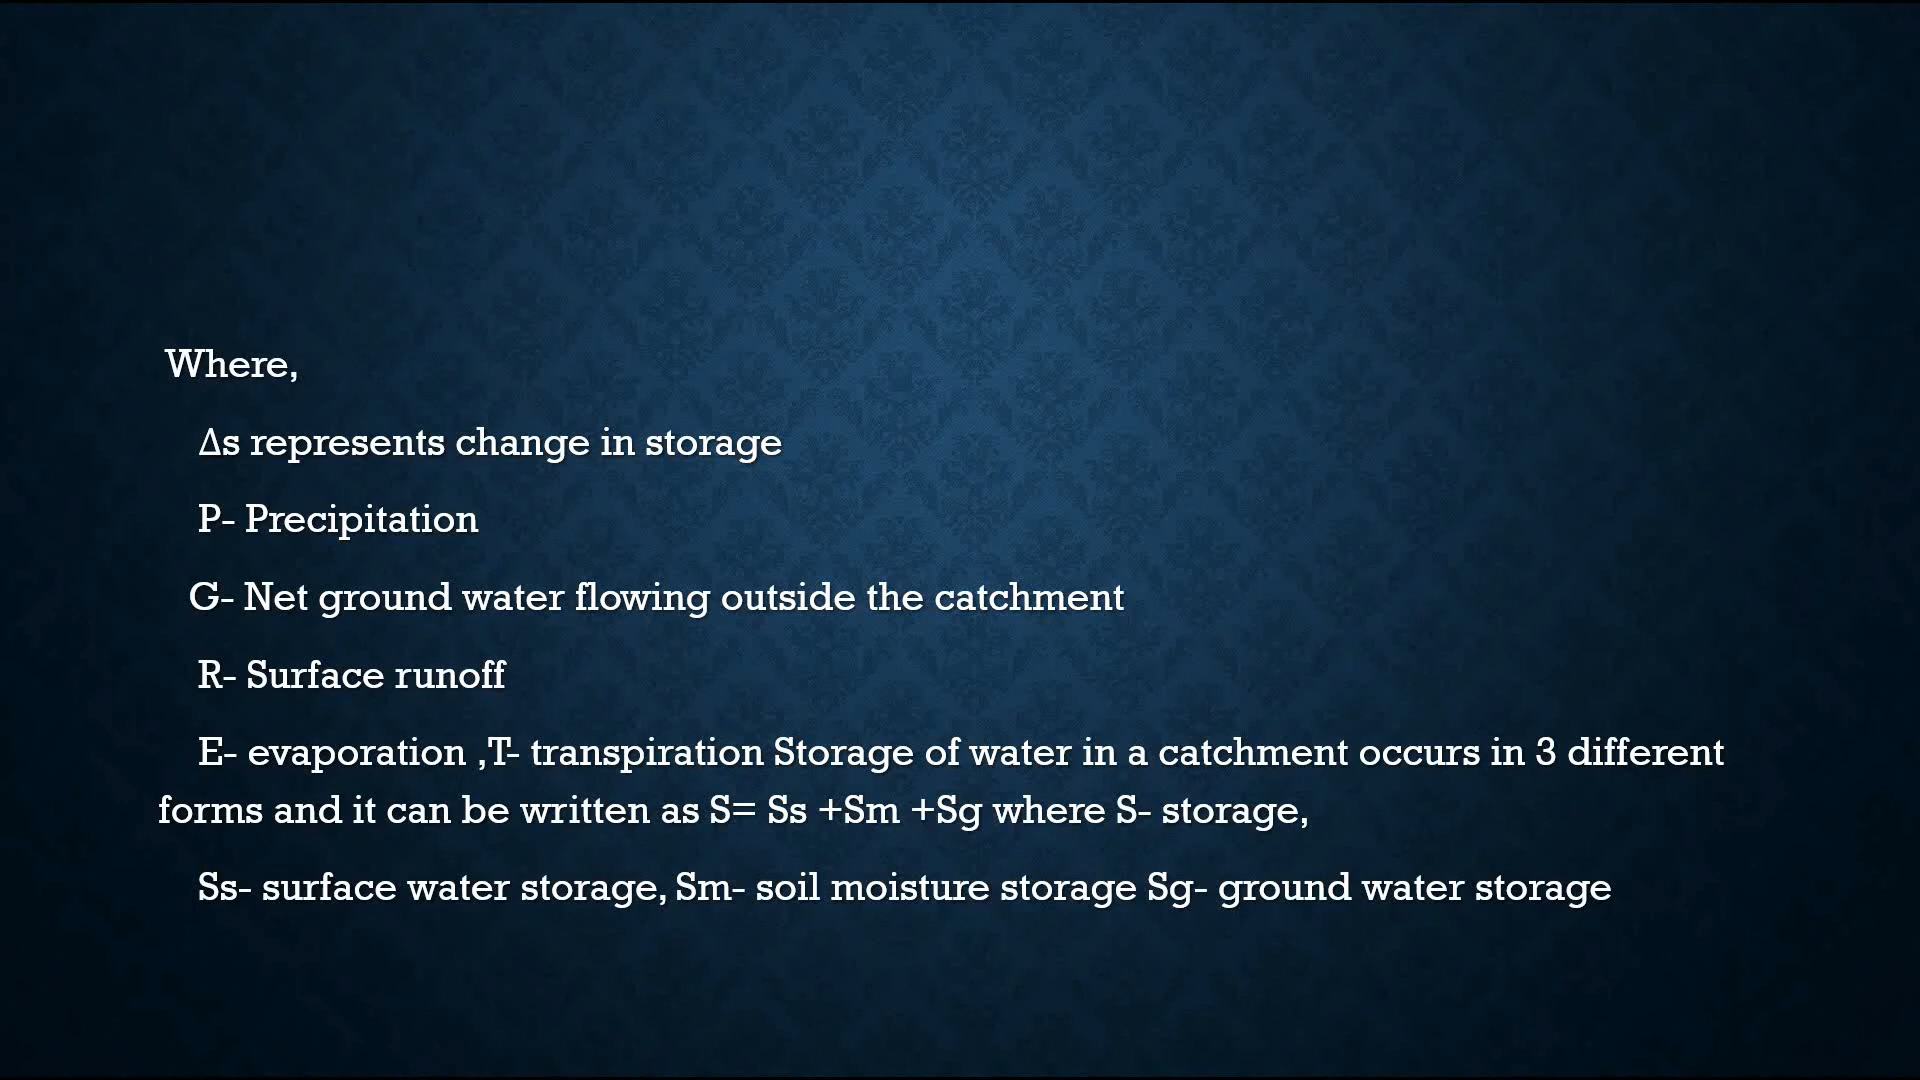 Where,
Δs represents change in storage
P- Precipitation
G- Net ground water flowing outside the catchment
R- Surface runoff
E- evaporation ,T- transpiration Storage of water in a catchment occurs in 3 different
forms and it can be written as S= Ss +Sm +Sg where S- storage,
Ss- surface water storage, Sm- soil moisture storage Sg- ground water storage